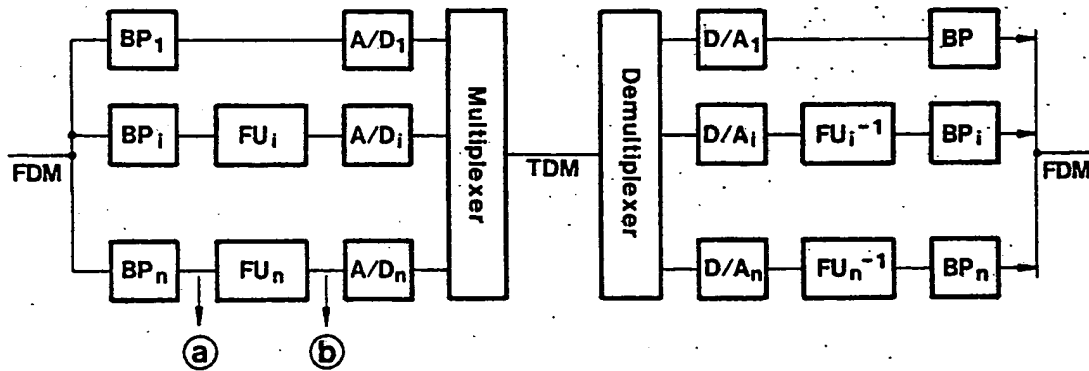 BP₁ A/D₁ D/A₁ BP
Multiplexer
Demultiplexer
BPᵢ FUᵢ A/Dᵢ D/Aᵢ FUᵢ⁻¹ BPᵢ
FDM TDM FDM
BPₙ FUₙ A/Dₙ D/Aₙ FUₙ⁻¹ BPₙ
a b